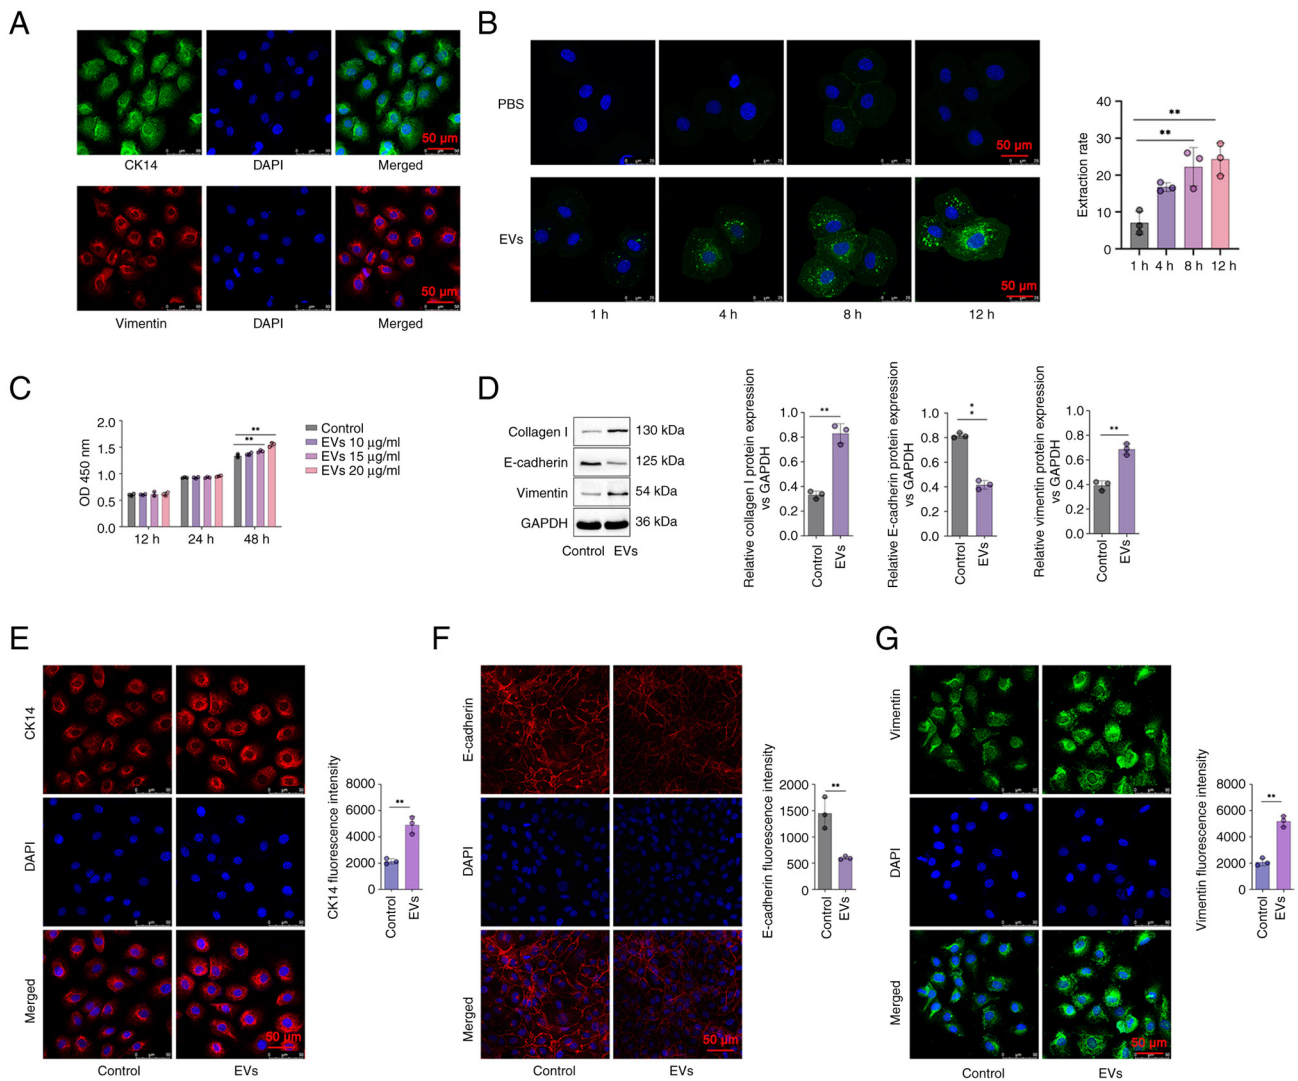 A
CK14
DAPI
Merged
50 µm
Vimentin
DAPI
Merged
50 µm
B
PBS
50 µm
EVs
50 µm
1 h
4 h
8 h
12 h
Extraction rate
40
30
20
10
0
**
**
1 h
4 h
8 h
12 h
C
OD 450 nm
2.0
1.5
1.0
0.5
0.0
**
**
12 h
24 h
48 h
Control
EVs 10 µg/ml
EVs 15 µg/ml
EVs 20 µg/ml
D
Collagen I
130 kDa
E-cadherin
125 kDa
Vimentin
54 kDa
GAPDH
36 kDa
Control
EVs
Relative collagen I protein expression
vs GAPDH
1.0
0.8
0.6
0.4
0.2
0.0
**
Control
EVs
Relative E-cadherin protein expression
vs GAPDH
1.0
0.8
0.6
0.4
0.2
0.0
**
Control
EVs
Relative vimentin protein expression
vs GAPDH
1.0
0.8
0.6
0.4
0.2
0.0
**
Control
EVs
E
CK14
DAPI
Merged
50 µm
Control
EVs
CK14 fluorescence intensity
8000
6000
4000
2000
0
**
Control
EVs
F
E-cadherin
DAPI
Merged
50 µm
Control
EVs
E-cadherin fluorescence intensity
2000
1500
1000
500
0
**
Control
EVs
G
Vimentin
DAPI
Merged
50 µm
Control
EVs
Vimentin fluorescence intensity
8000
6000
4000
2000
0
**
Control
EVs